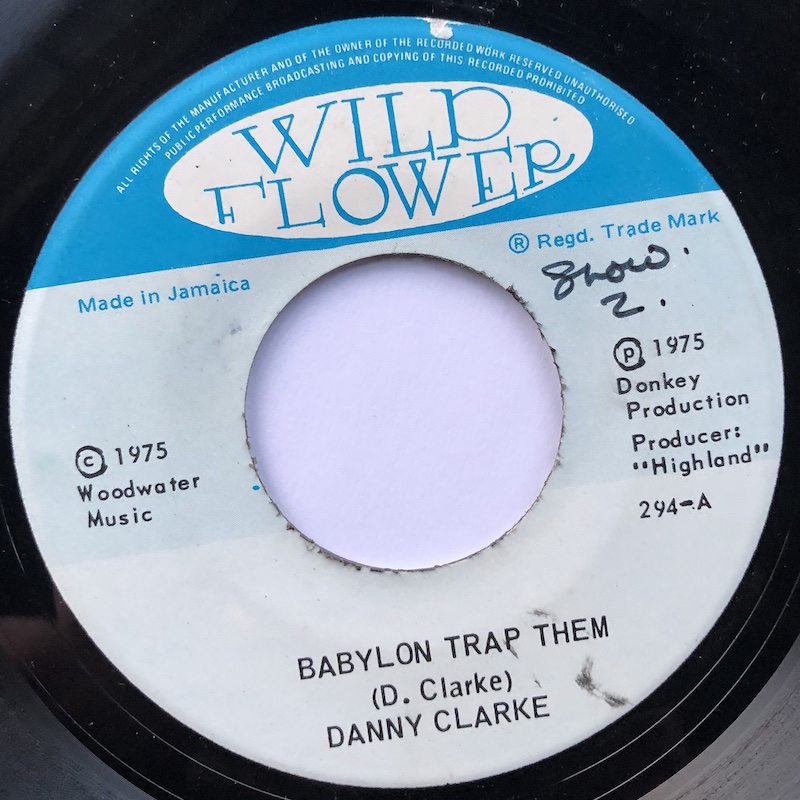 ALL RIGHTS OF THE MANUFACTURER AND OF THE OWNER OF THE RECORDED WORK RESERVED UNAUTHORISED
PUBLIC PERFORMANCE BROADCASTING AND COPYING OF THIS RECORDED PROHIBITED
WILD
FLOWER
® Regd. Trade Mark
Made in Jamaica
Show.
2.
℗ 1975
Donkey
Production
Producer:
"Highland"
294-A
© 1975
Woodwater
Music
BABYLON TRAP THEM
(D. Clarke)
DANNY CLARKE